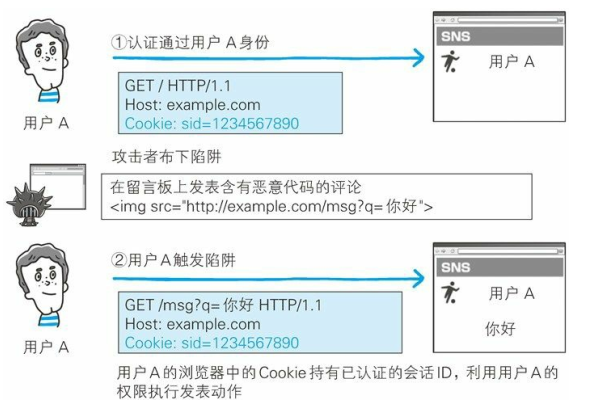 ①认证通过用户 A 身份
SNS
用户 A
GET / HTTP/1.1
Host: example.com
Cookie: sid=1234567890
用户 A
攻击者布下陷阱
在留言板上发表含有恶意代码的评论
<img src="http://example.com/msg?q= 你好">
②用户 A 触发陷阱
SNS
用户 A
你好
GET /msg?q= 你好 HTTP/1.1
Host: example.com
Cookie: sid=1234567890
用户 A
用户 A 的浏览器中的 Cookie 持有已认证的会话 ID，利用用户 A 的
权限执行发表动作